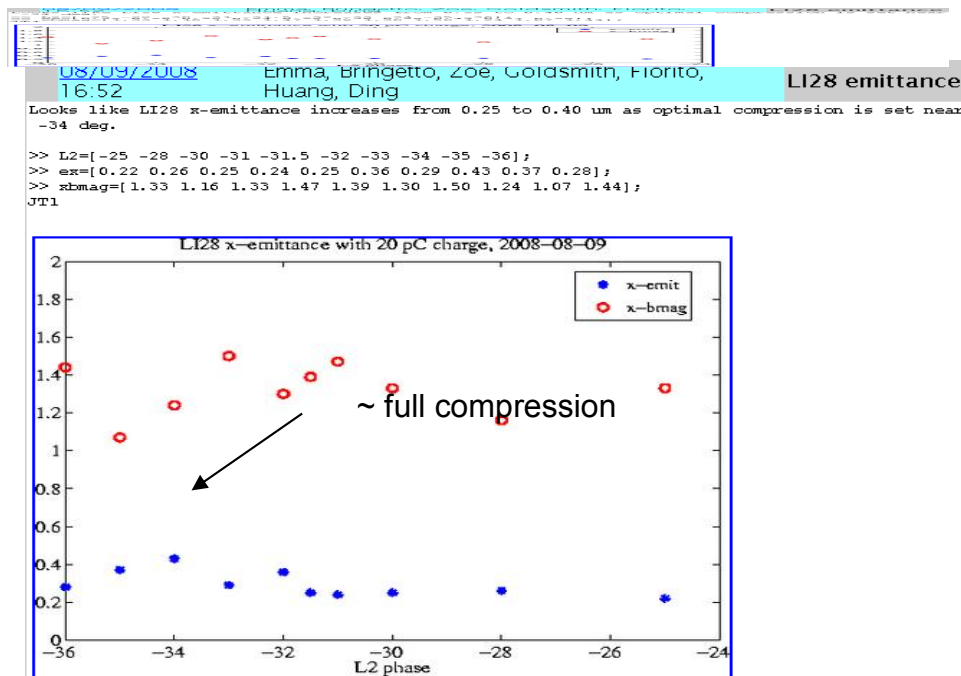 08/09/2008 Emma, Bringetto, Zoe, Goldsmith, Fiorito,
16:52 Huang, Ding
LI28 emittance
Looks like LI28 x-emittance increases from 0.25 to 0.40 um as optimal compression is set near
-34 deg.
>> L2=[-25 -28 -30 -31 -31.5 -32 -33 -34 -35 -36];
>> ex=[0.22 0.26 0.25 0.24 0.25 0.36 0.29 0.43 0.37 0.28];
>> xbmag=[1.33 1.16 1.33 1.47 1.39 1.30 1.50 1.24 1.07 1.44];
JT1
LI28 x-emittance with 20 pC charge, 2008-08-09
x-emit
x-bmag
~ full compression
2
1.8
1.6
1.4
1.2
1
0.8
0.6
0.4
0.2
0
-36 -34 -32 -30 -28 -26 -24
L2 phase